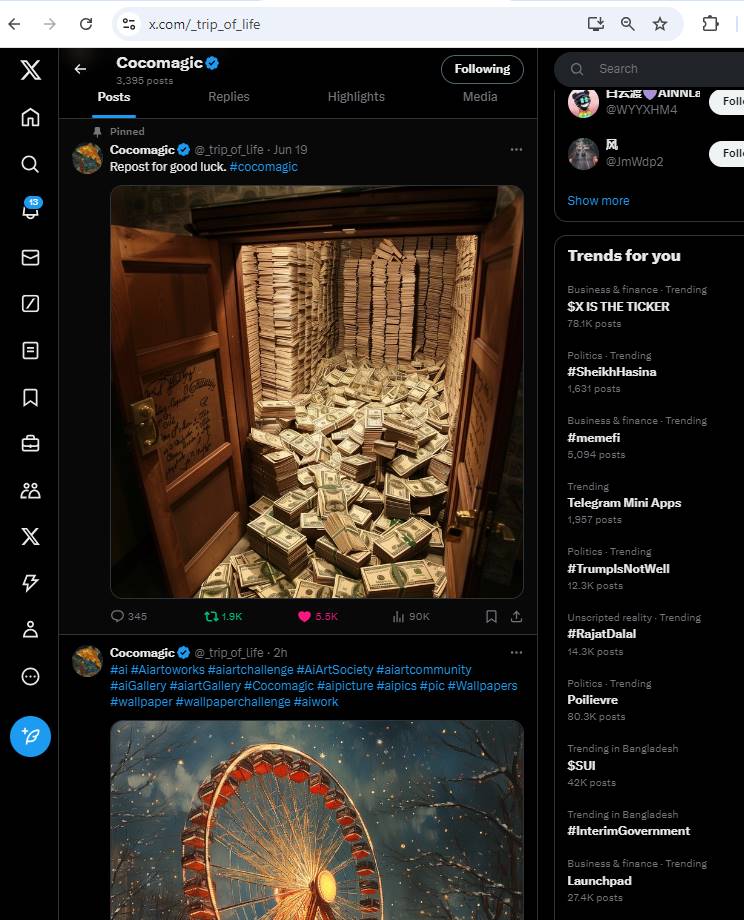 x.com/_trip_of_life
Cocomagic
3,395 posts
Following
Posts
Replies
Highlights
Media
Pinned
Cocomagic @_trip_of_life · Jun 19
Repost for good luck. #cocomagic
345
1.9K
5.5K
90K
Cocomagic @_trip_of_life · 2h
#ai #Aiartoworks #aiartchallenge #AiArtSociety #aiartcommunity
#aiGallery #aiartGallery #Cocomagic #aipicture #aipics #pic #Wallpapers
#wallpaper #wallpaperchallenge #aiwork
13
Search
@WYYXHM4
Follo
风
@JmWdp2
Follo
Show more
Trends for you
Business & finance · Trending
$X IS THE TICKER
78.1K posts
Politics · Trending
#SheikhHasina
1,631 posts
Business & finance · Trending
#memefi
5,094 posts
Trending
Telegram Mini Apps
1,957 posts
Politics · Trending
#TrumpIsNotWell
12.3K posts
Unscripted reality · Trending
#RajatDalal
14.3K posts
Politics · Trending
Poilievre
80.3K posts
Trending in Bangladesh
$SUI
42K posts
Trending in Bangladesh
#InterimGovernment
Business & finance · Trending
Launchpad
27.4K posts